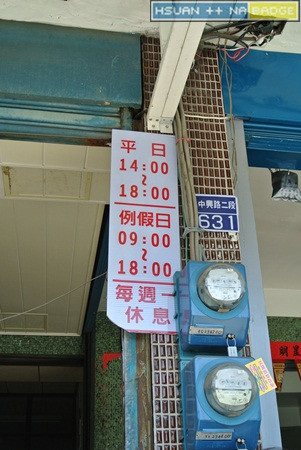 HSUAN ++ NA BADGE
平日
14:00
~
18:00
例假日
09:00
~
18:00
每週一
休息
中興路二段
631